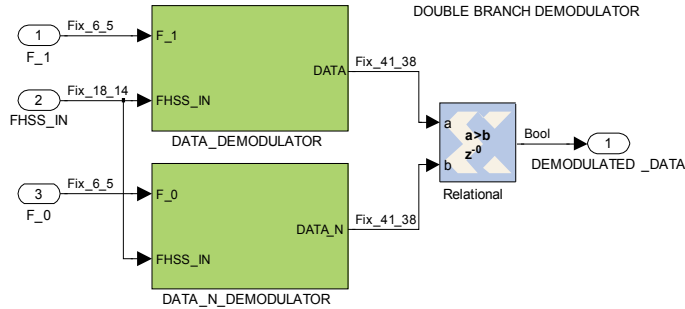 DOUBLE BRANCH DEMODULATOR
1
Fix_6_5
F_1
F_1
2
Fix_18_14
FHSS_IN
FHSS_IN
DATA
Fix_41_38
DATA_DEMODULATOR
3
Fix_6_5
F_0
F_0
FHSS_IN
DATA_N
Fix_41_38
DATA_N_DEMODULATOR
a
b
a>b
z-0
Relational
Bool
1
DEMODULATED _DATA